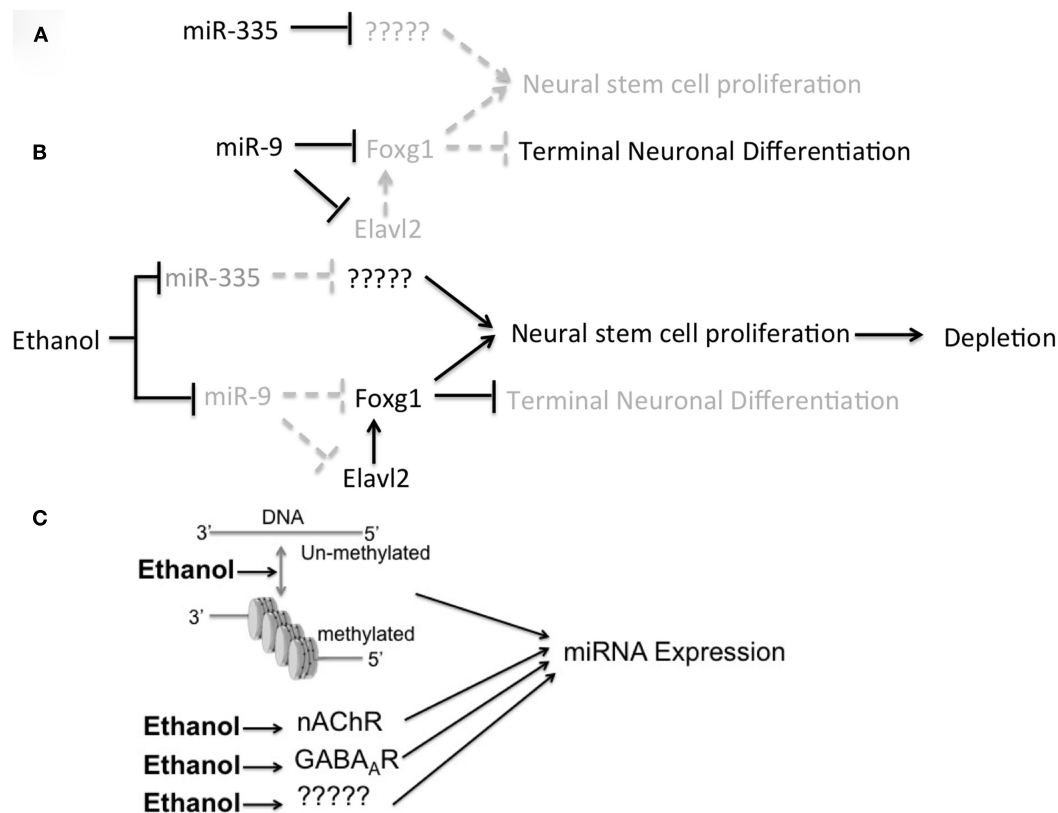 A
miR-335 ?????
Neural stem cell proliferation
B
miR-9 Foxg1 Terminal Neuronal Differentiation
Elavl2
miR-335 ?????
Ethanol Neural stem cell proliferation Depletion
miR-9 Foxg1 Terminal Neuronal Differentiation
Elavl2
C
DNA
3’ 5’
Un-methylated
Ethanol
3’
methylated
5’
miRNA Expression
Ethanol nAChR
Ethanol GABAAR
Ethanol ?????